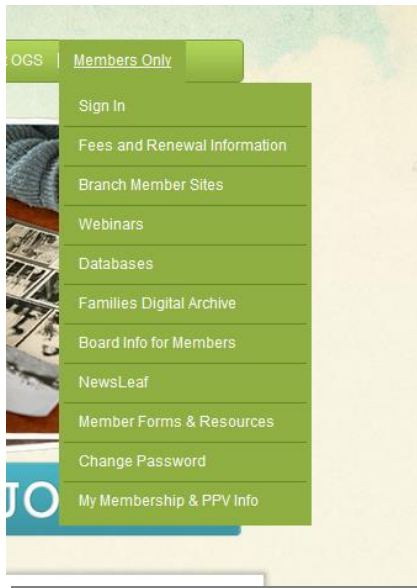 OGS | Members Only
Sign In
Fees and Renewal Information
Branch Member Sites
Webinars
Databases
Families Digital Archive
Board Info for Members
NewsLeaf
Member Forms & Resources
Change Password
My Membership & PPV Info
JO